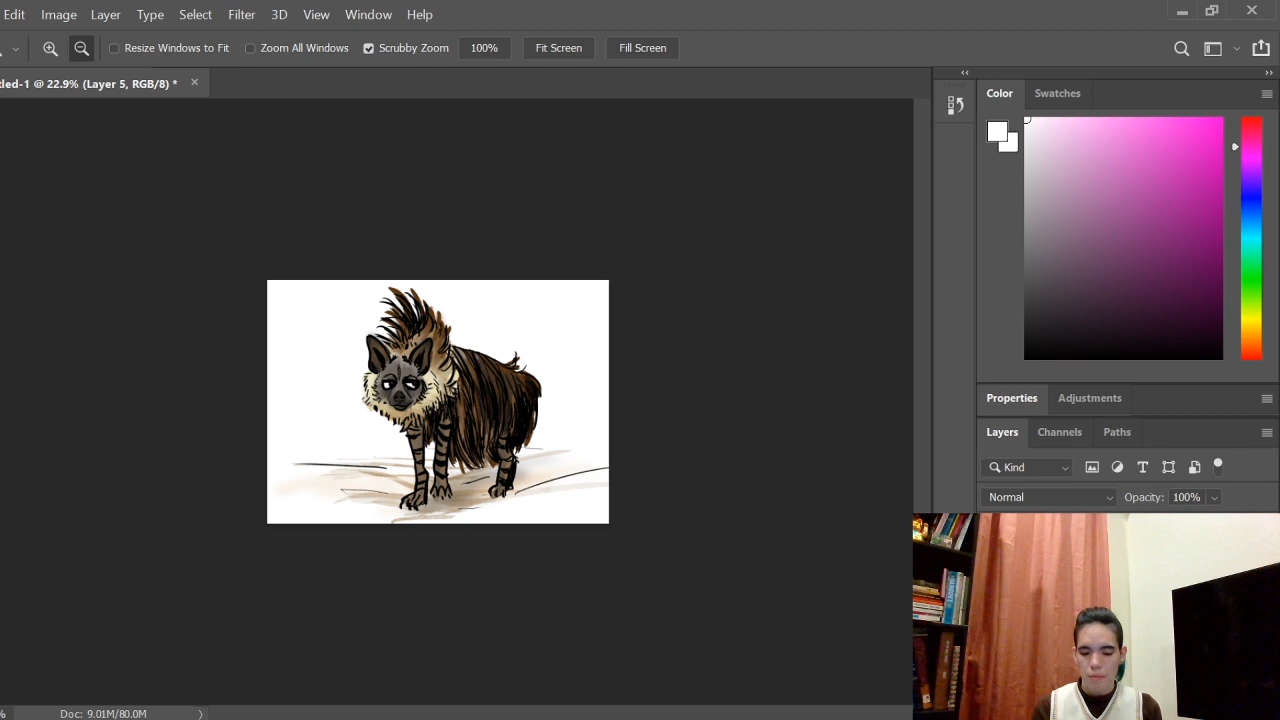 Edit Image Layer Type Select Filter 3D View Window Help
Resize Windows to Fit Zoom All Windows Scrubby Zoom 100% Fit Screen Fill Screen
tled-1 @ 22.9% (Layer 5, RGB/8) *
Color Swatches
Properties Adjustments
Layers Channels Paths
Kind
Normal Opacity: 100%
% Doc: 9.01M/80.0M